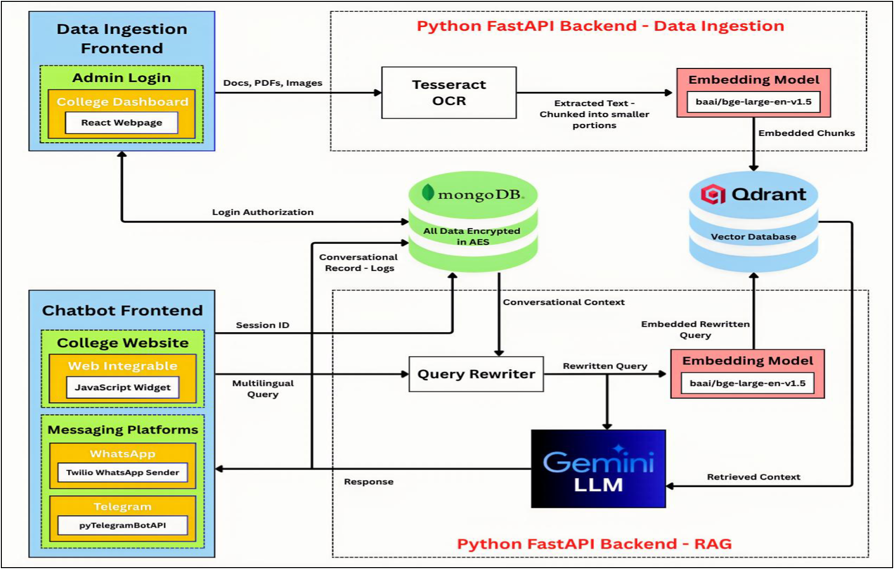 Data Ingestion
Frontend
Admin Login
College Dashboard
React Webpage
Docs, PDFs, Images
Python FastAPI Backend - Data Ingestion
Tesseract
OCR
Extracted Text -
Chunked into smaller
portions
Embedding Model
baai/bge-large-en-v1.5
Embedded Chunks
Login Authorization
mongoDB
All Data Encrypted
in AES
Qdrant
Vector Database
Conversational
Record - Logs
Chatbot Frontend
College Website
Web Integrable
JavaScript Widget
Messaging Platforms
WhatsApp
Twilio WhatsApp Sender
Telegram
pyTelegramBotAPI
Session ID
Multilingual
Query
Conversational Context
Query Rewriter
Rewritten Query
Embedded Rewritten
Query
Embedding Model
baai/bge-large-en-v1.5
Gemini
LLM
Response
Retrieved Context
Python FastAPI Backend - RAG